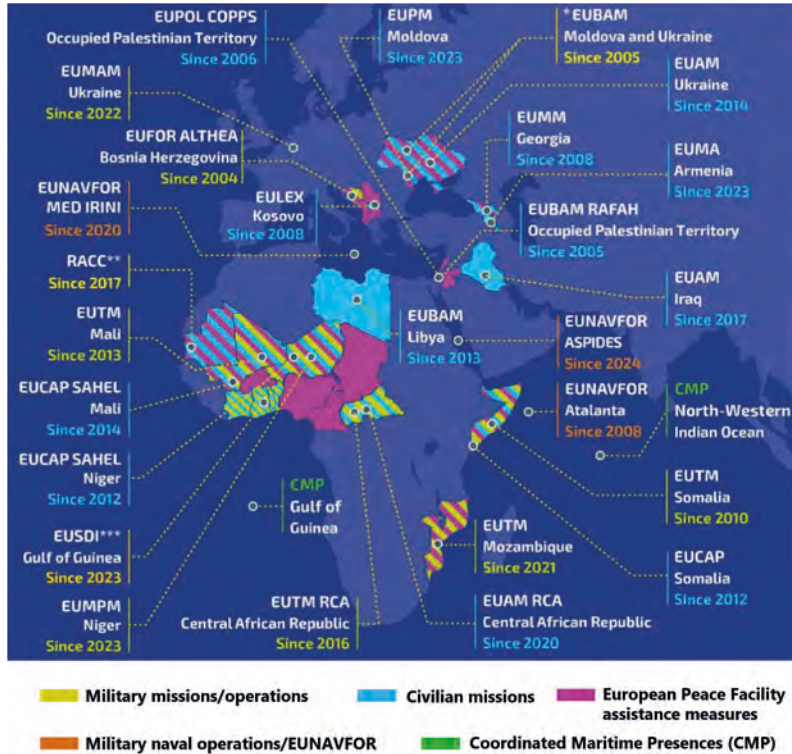 EUPOL COPPS
Occupied Palestinian Territory
Since 2006
EUPM
Moldova
Since 2023
*EUBAM
Moldova and Ukraine
Since 2005
EUMAM
Ukraine
Since 2022
EUAM
Ukraine
Since 2014
EUFOR ALTHEA
Bosnia Herzegovina
Since 2004
EUMM
Georgia
Since 2008
EUMA
Armenia
Since 2023
EUNAVFOR
MED IRINI
Since 2020
EULEX
Kosovo
Since 2008
EUBAM RAFAH
Occupied Palestinian Territory
Since 2005
RACC**
Since 2017
EUAM
Iraq
Since 2017
EUTM
Mali
Since 2013
EUBAM
Libya
Since 2013
EUNAVFOR
ASPIDES
Since 2024
EUCAP SAHEL
Mali
Since 2014
EUNAVFOR
Atalanta
Since 2008
CMP
North-Western
Indian Ocean
EUCAP SAHEL
Niger
Since 2012
CMP
Gulf of
Guinea
EUTM
Somalia
Since 2010
EUSDI***
Gulf of Guinea
Since 2023
EUTM
Mozambique
Since 2021
EUCAP
Somalia
Since 2012
EUMPM
Niger
Since 2023
EUTM RCA
Central African Republic
Since 2016
EUAM RCA
Central African Republic
Since 2020
Military missions/operations
Civilian missions
European Peace Facility
assistance measures
Military naval operations/EUNAVFOR
Coordinated Maritime Presences (CMP)